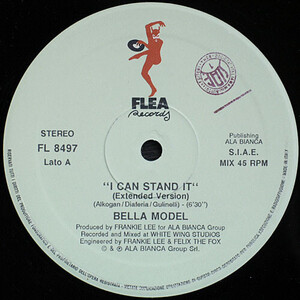 FLEA
Records
STEREO
FL 8497
Lato A
Publishing
ALA BIANCA
S.I.A.E.
MIX 45 RPM
"I CAN STAND IT"
(Extended Version)
(Alkogan / Diaferia / Gulinelli) - (6'30")
BELLA MODEL
Produced by FRANKIE LEE for ALA BIANCA Group
Recorded and Mixed at WHITE WING STUDIOS
Engineered by FRANKIE LEE & FELIX THE FOX
© & ℗ Srl ALA BIANCA Group